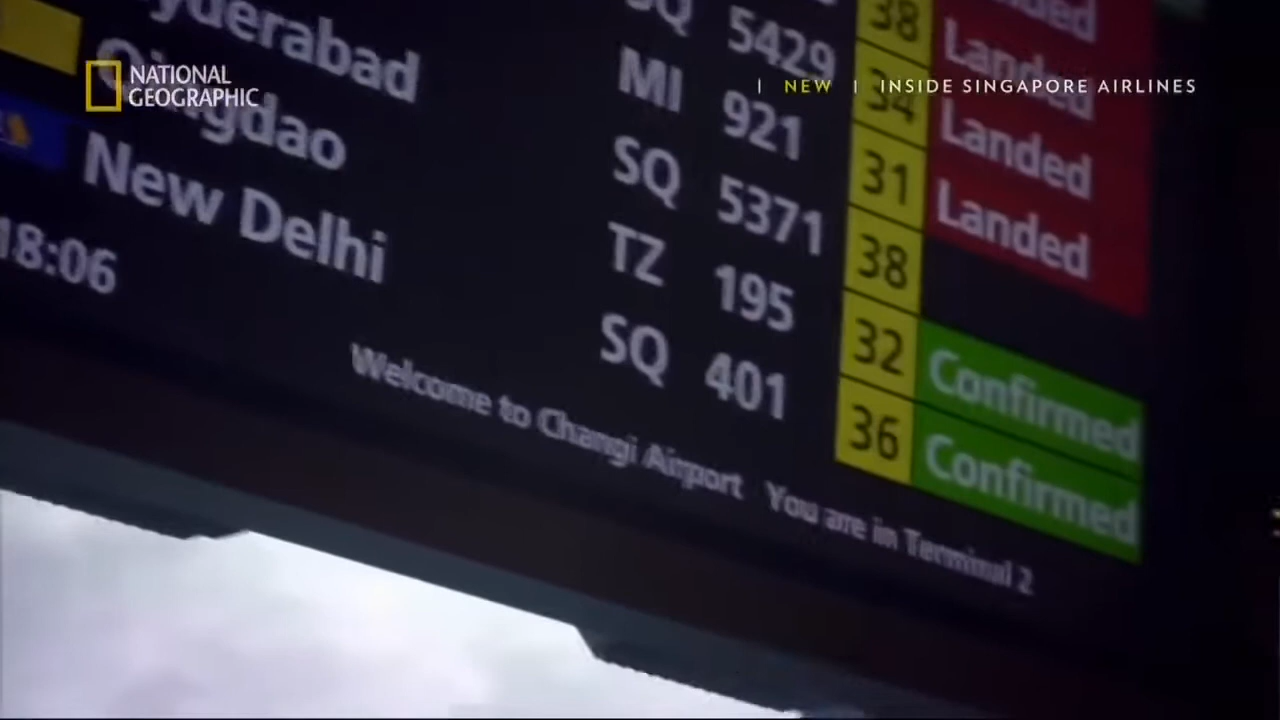 NATIONAL
GEOGRAPHIC
| NEW | INSIDE SINGAPORE AIRLINES
38 Landed
SQ 5429 34 Landed
MI 921 31 Landed
yderabad SQ 5371 38
Qingdao TZ 195 32 Confirmed
New Delhi SQ 401 36 Confirmed
18:06 Welcome to Changi Airport You are in Terminal 2